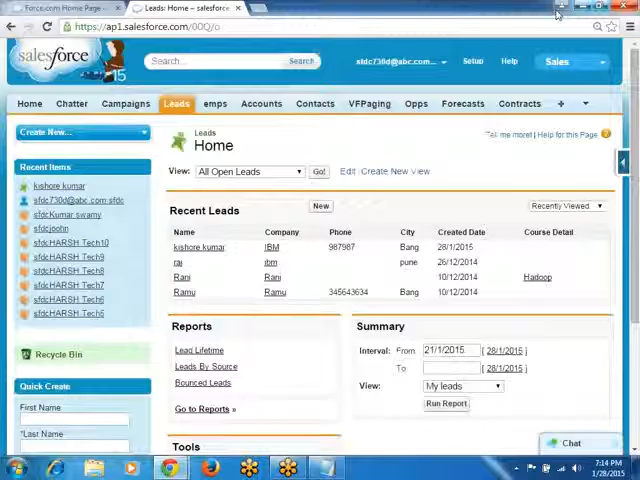 Force.com Home Page
Leads: Home ~ salesforce
https://ap1.salesforce.com/00Q/o
salesforce
15
Search...
Search
sfdc730d@abc.com...
Setup
Help
Sales
Home
Chatter
Campaigns
Leads
emps
Accounts
Contacts
VFPaging
Opps
Forecasts
Contracts
+
Create New...
Recent Items
kishore kumar
sfdc730d@abc.com sfdc
sfdcKumar swamy
sfdcjoohn
sfdcHARSH Tech10
sfdcHARSH Tech9
sfdcHARSH Tech8
sfdcHARSH Tech7
sfdcHARSH Tech6
sfdcHARSH Tech5
Recycle Bin
Quick Create
First Name
*Last Name
Leads
Home
Tell me more! | Help for this Page
View: All Open Leads Go! Edit | Create New View
Recent Leads New Recently Viewed
Name Company Phone City Created Date Course Detail
kishore kumar IBM 987987 Bang 28/1/2015
raj ibm pune 26/12/2014
Rani Rani 10/12/2014 Hadoop
Ramu Ramu 345643634 Bang 10/12/2014
Reports
Lead Lifetime
Leads By Source
Bounced Leads
Go to Reports »
Summary
Interval: From 21/1/2015 [ 28/1/2015 ]
To [ 28/1/2015 ]
View: My leads
Run Report
Tools
Chat
7:14 PM
1/28/2015